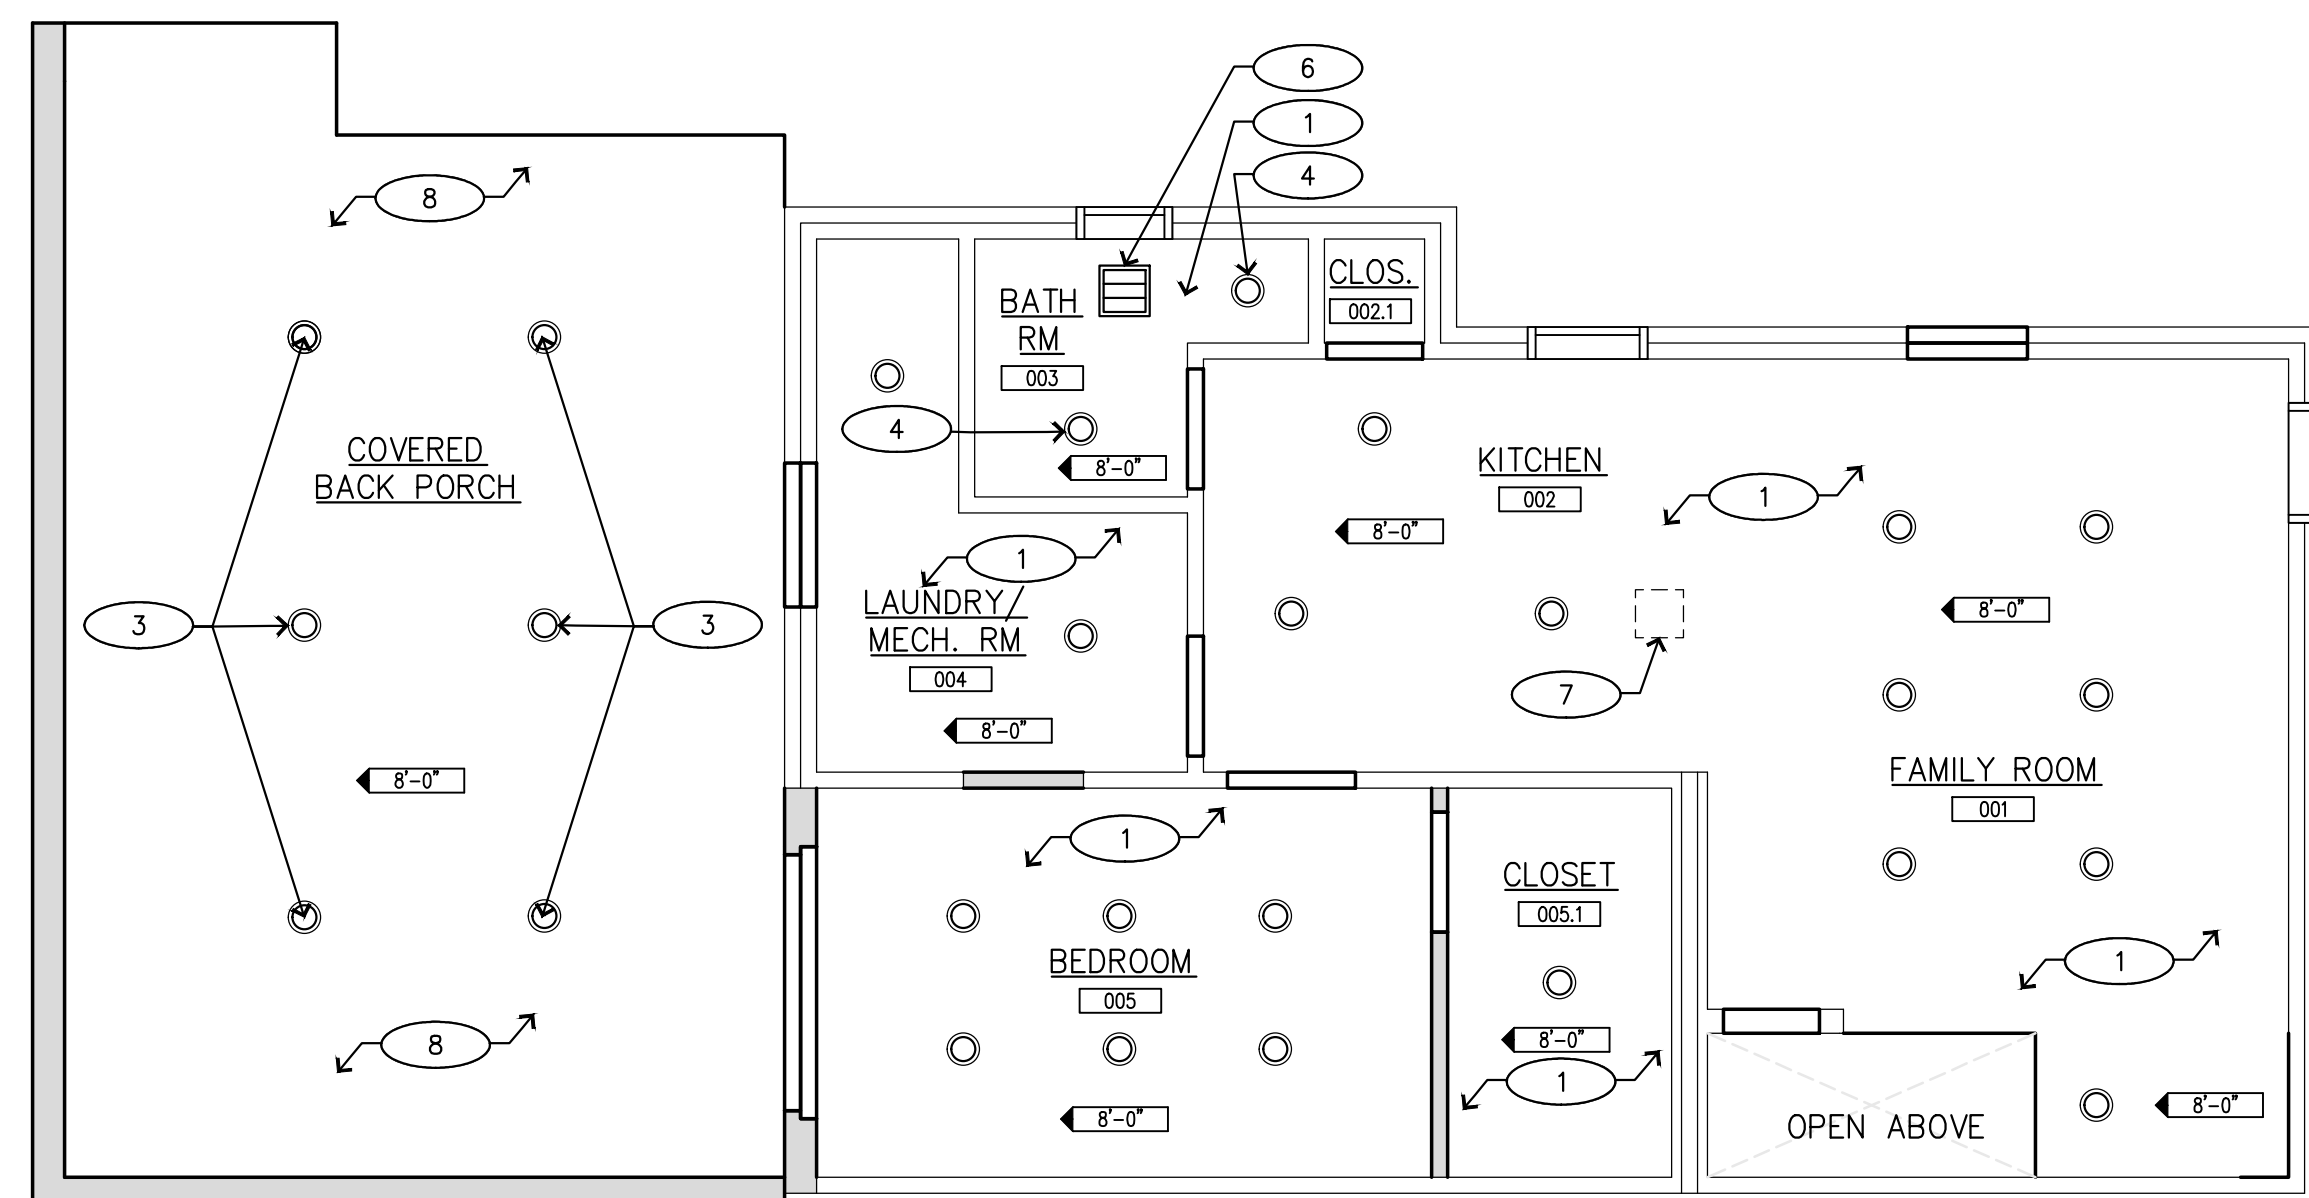 6
1
4
8
CLOS.
002.1
BATH
RM
003
4
8'-0"
COVERED
BACK PORCH
KITCHEN
002
1
8'-0"
1
LAUNDRY/
MECH. RM
004
8'-0"
3
3
8'-0"
7
8'-0"
FAMILY ROOM
001
8'-0"
1
CLOSET
005.1
BEDROOM
005
1
8'-0"
8
1
8'-0"
OPEN ABOVE
8'-0"